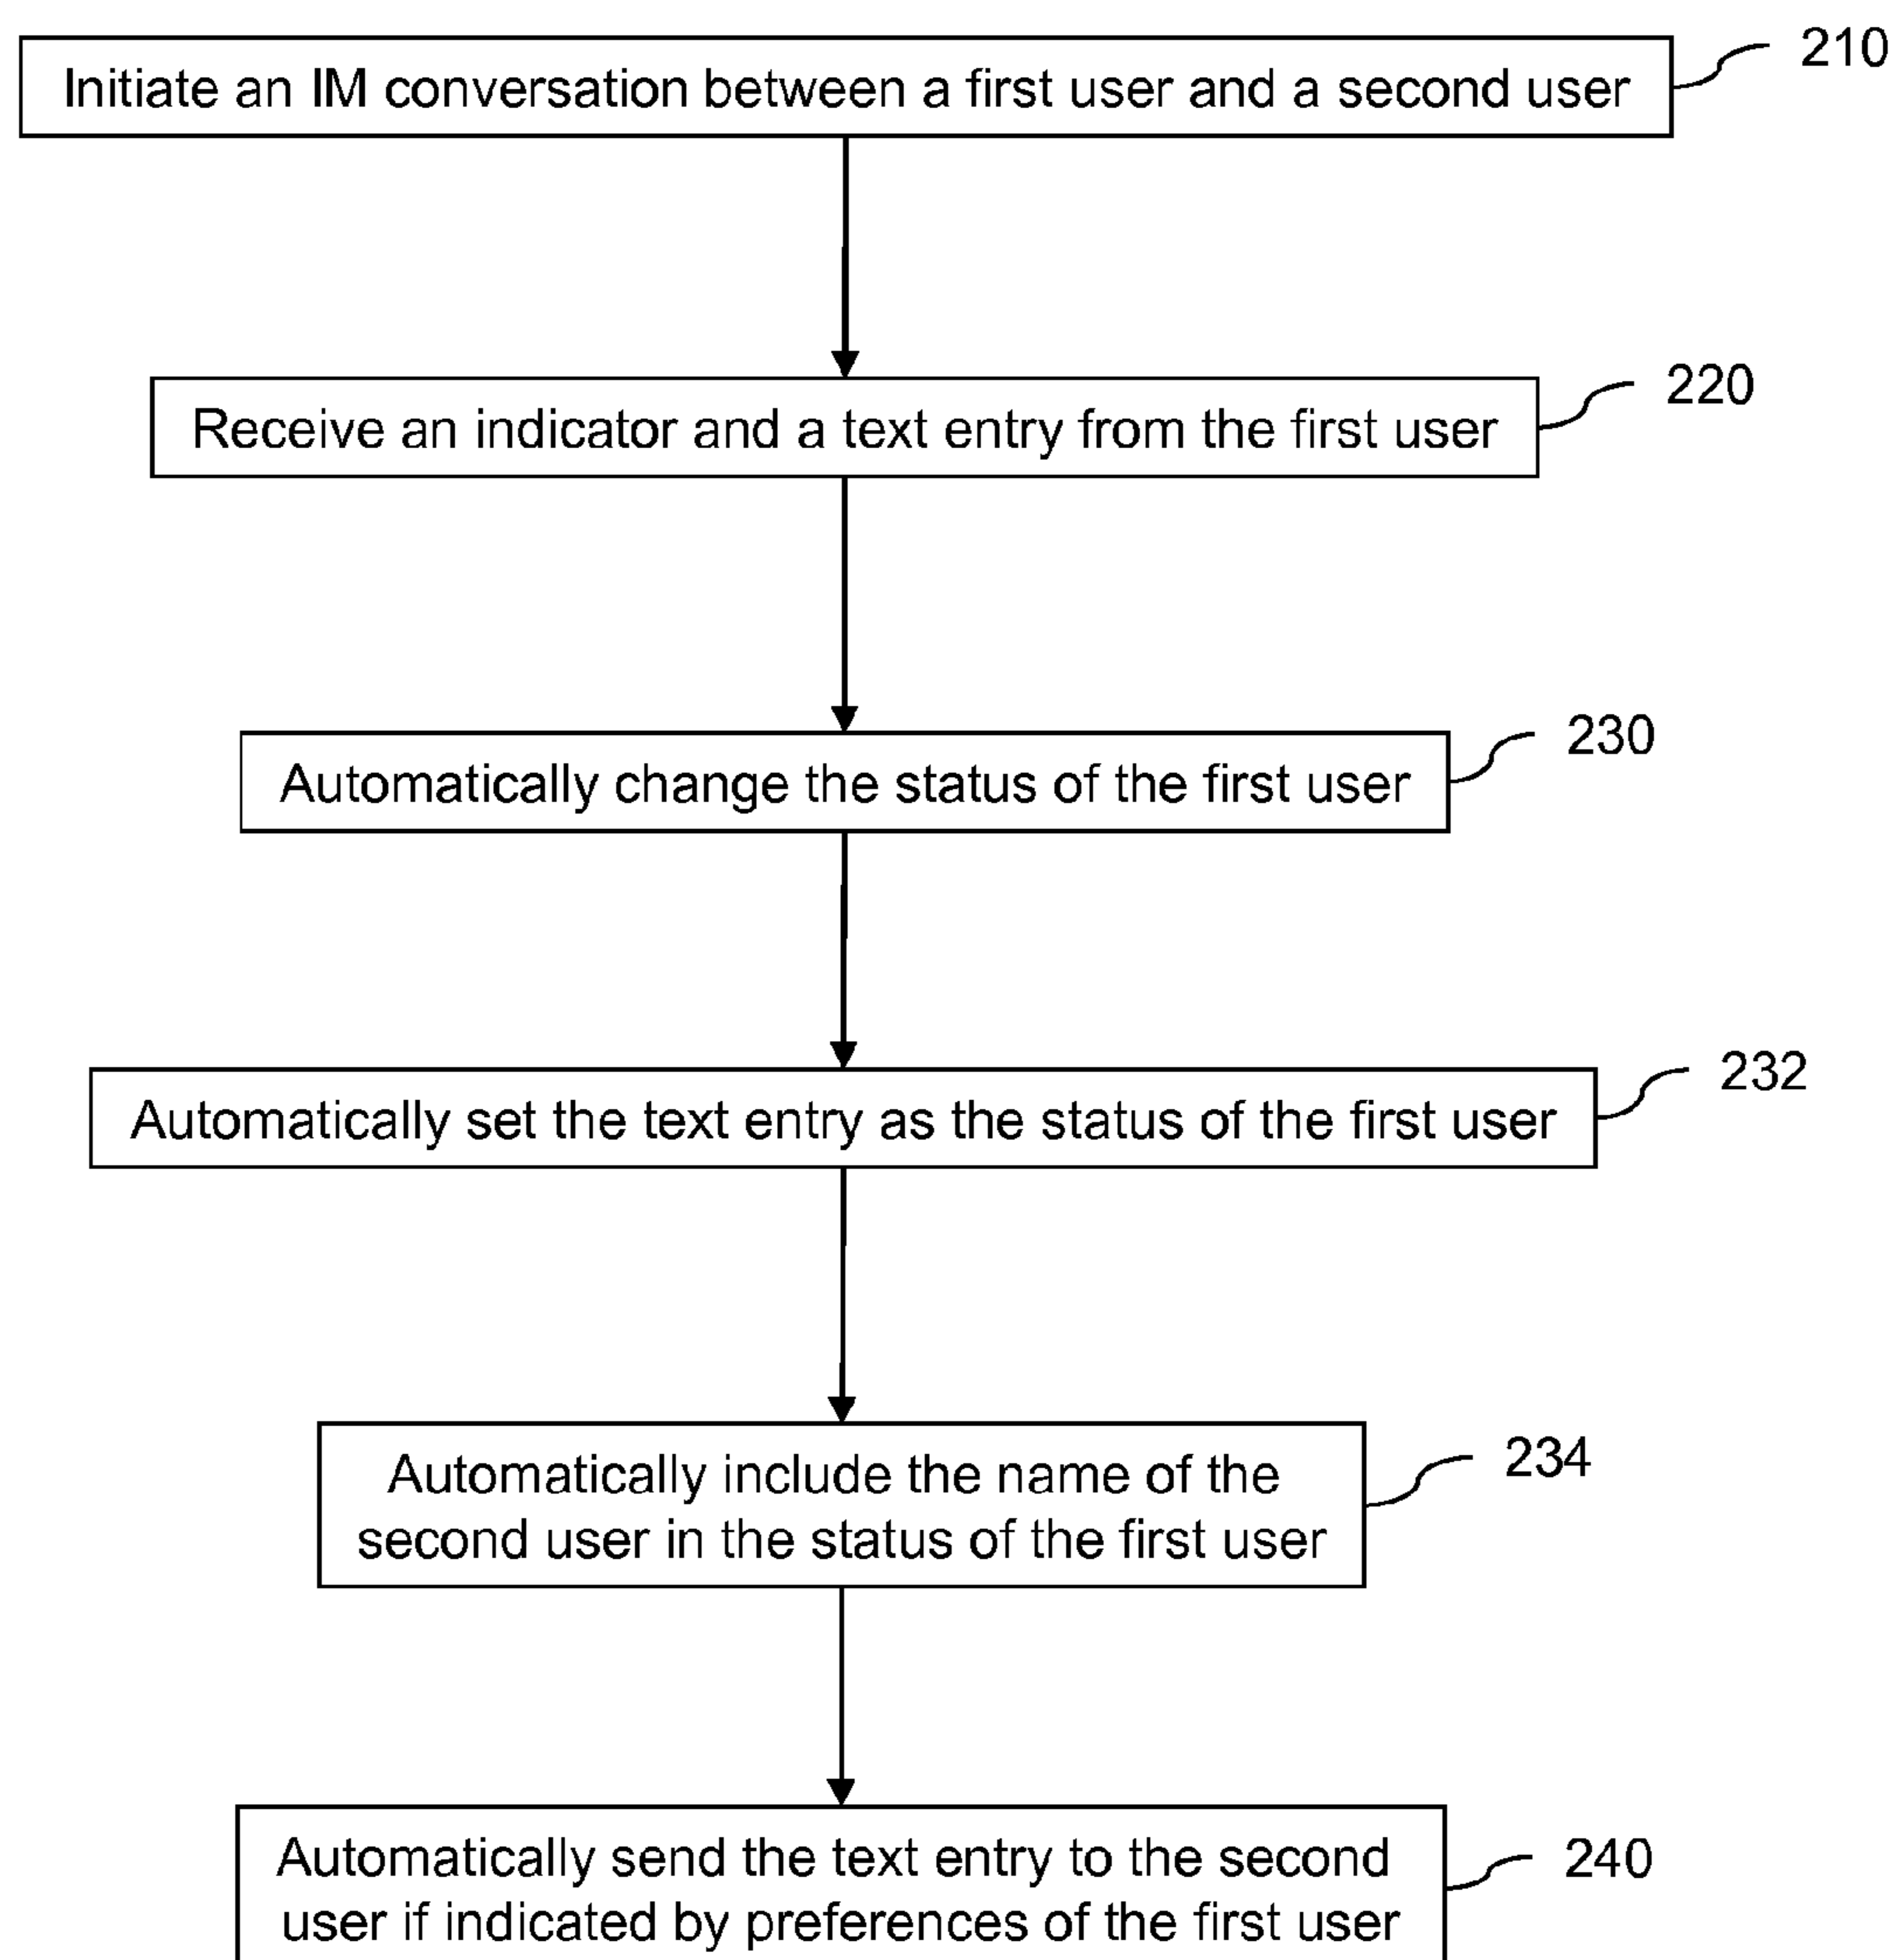 210
Initiate an IM conversation between a first user and a second user
220
Receive an indicator and a text entry from the first user
230
Automatically change the status of the first user
232
Automatically set the text entry as the status of the first user
234
Automatically include the name of the
second user in the status of the first user
240
Automatically send the text entry to the second
user if indicated by preferences of the first user